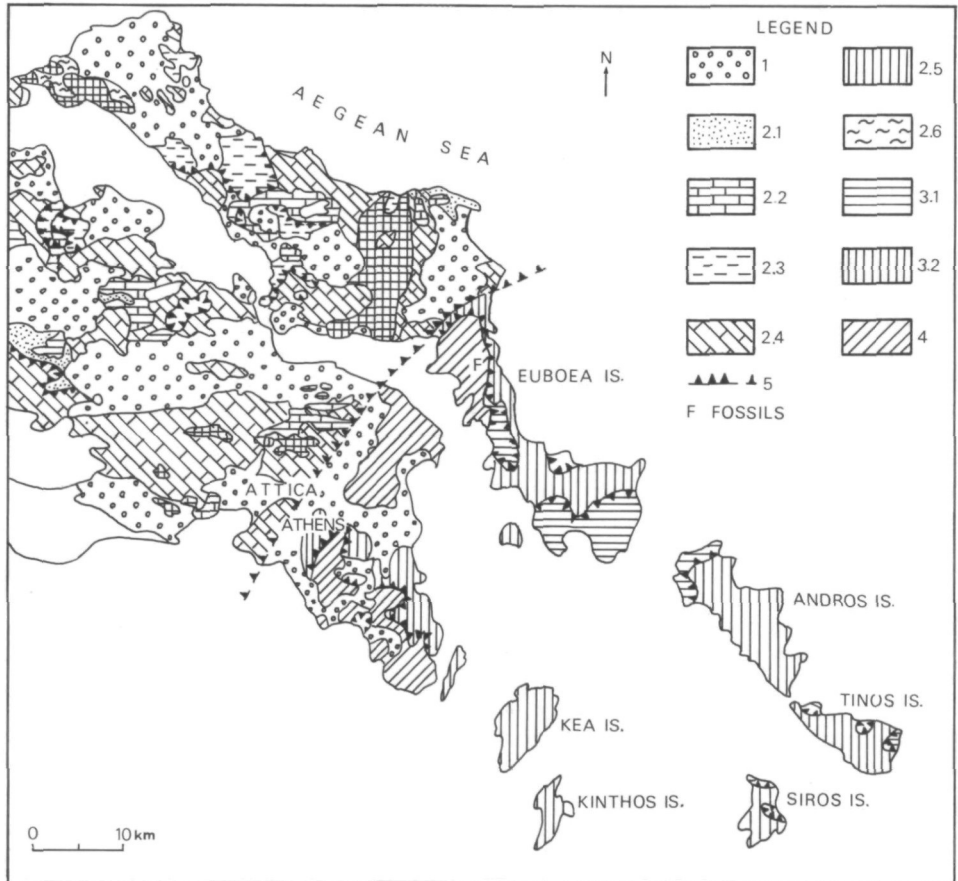 LEGEND
N
AEGEAN SEA
1
2.1
2.2
2.3
2.4
5
F FOSSILS
2.5
2.6
3.1
3.2
4
F
EUBOEA IS.
ATTICA
ATHENS
ANDROS IS.
TINOS IS.
KEA IS.
KINTHOS IS.
SIROS IS.
0 10 km